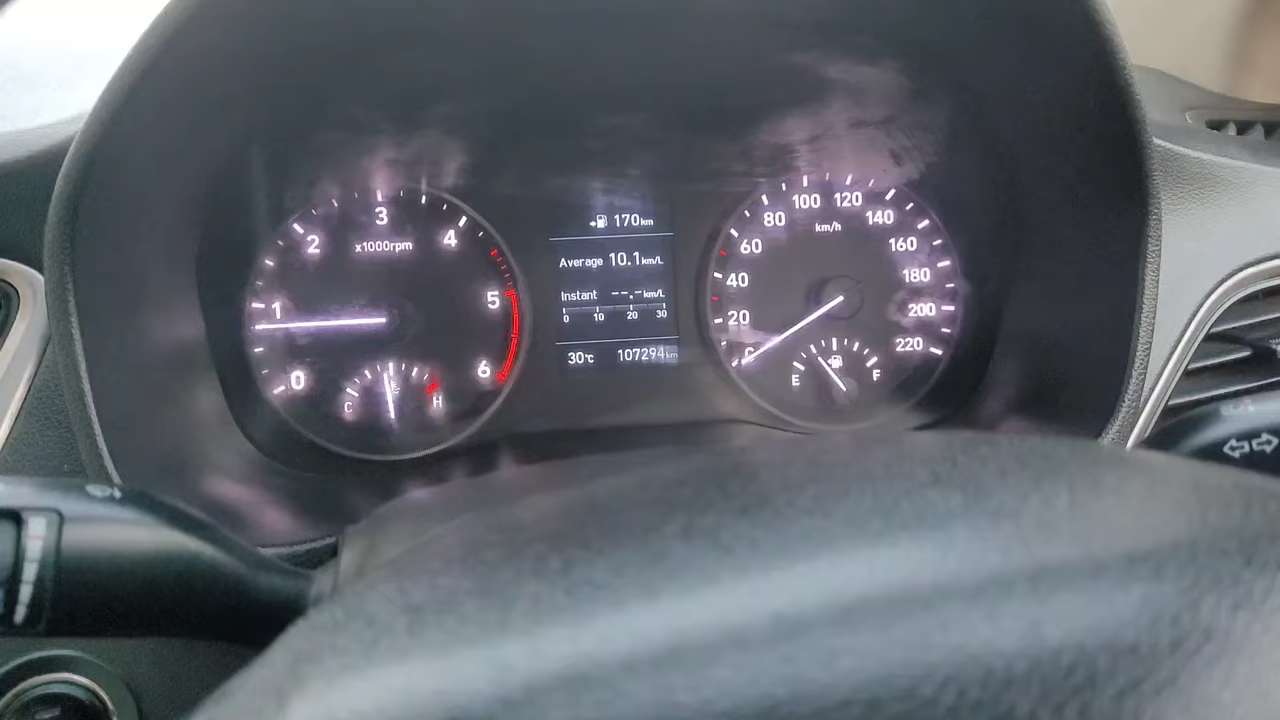 0
1
2
3
4
5
6
x1000rpm
C
H
170km
Average 10.1km/L
Instant --.-km/L
0 10 20 30
30℃ 107294km
0
20
40
60
80
100
120
140
160
180
200
220
km/h
E
F